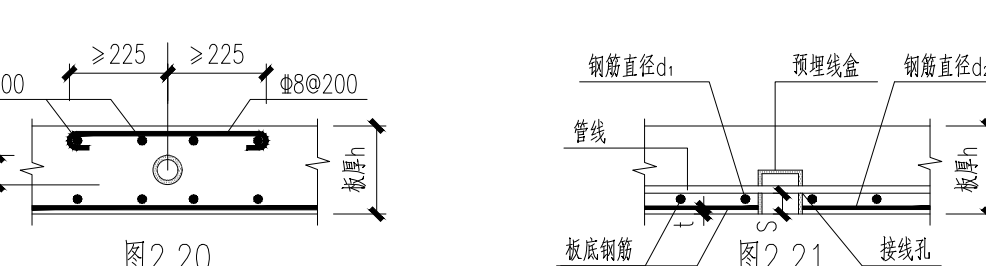 ≥225 ≥225
00
Φ8@200
板厚h
图2.20
钢筋直径d₁
预埋线盒
钢筋直径d₂
管线
板厚h
t
S
板底钢筋
图2.21
接线孔